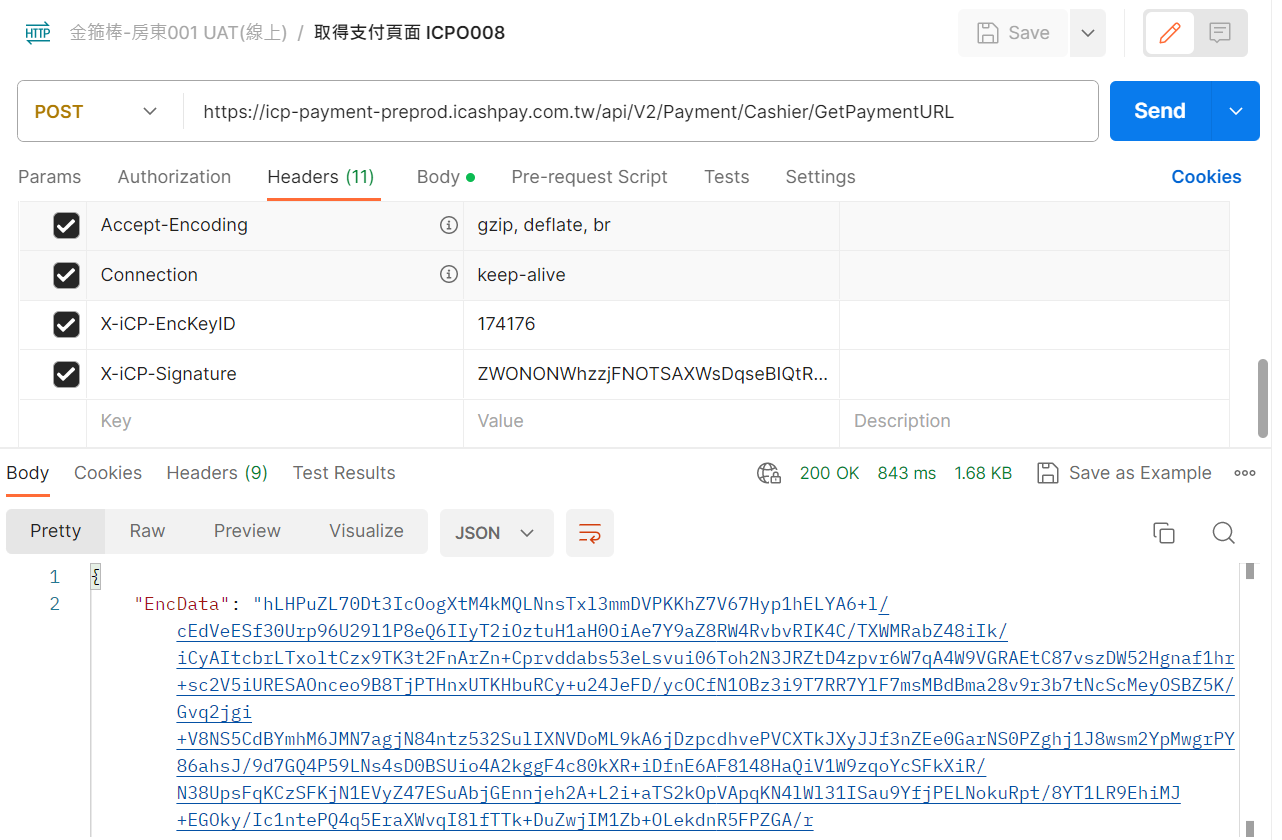 HTTP 金箍棒-房東001 UAT(線上) / 取得支付頁面 ICPO008 Save
POST https://icp-payment-preprod.icashpay.com.tw/api/V2/Payment/Cashier/GetPaymentURL Send
Params Authorization Headers (11) Body Pre-request Script Tests Settings Cookies
Accept-Encoding gzip, deflate, br
Connection keep-alive
X-iCP-EncKeyID 174176
X-iCP-Signature ZWONONWhzzjFNOTSAXWsDqseBIQtR...
Key Value Description
Body Cookies Headers (9) Test Results 200 OK 843 ms 1.68 KB Save as Example
Pretty Raw Preview Visualize JSON
1 {
2 "EncData": "hLHPuZL70Dt3IcOogXtM4kMQLNnsTxl3mmDVPKKhZ7V67Hyp1hELYA6+l/
cEdVeESf30Urp96U29l1P8eQ6IIyT2iOztuH1aH0OiAe7Y9aZ8RW4RvbvRIK4C/TXWMRabZ48iIk/
iCyAItcbrLTxoltCzx9TK3t2FnArZn+Cprvddabs53eLsvui06Toh2N3JRZtD4zpvr6W7qA4W9VGRAEtC87vszDW52Hgnaf1hr
+sc2V5iURESAOnceo9B8TjPTHnxUTKHbuRCy+u24JeFD/ycOCfN1OBz3i9T7RR7YlF7msMBdBma28v9r3b7tNcScMeyOSBZ5K/
Gvq2jgi
+V8NS5CdBYmhM6JMN7agjN84ntz532SulIXNVDoML9kA6jDzpcdhvePVCXTkJXyJJf3nZEe0GarNS0PZghj1J8wsm2YpMwgrPY
86ahsJ/9d7GQ4P59LNs4sD0BSUio4A2kggF4c80kXR+iDfnE6AF8148HaQiV1W9zqoYcSFkXiR/
N38UpsFqKCzSFKjN1EVyZ47ESuAbjGEnnjeh2A+L2i+aTS2kOpVApqKN4lWl31ISau9YfjPELNokuRpt/8YT1LR9EhiMJ
+EGOky/Ic1ntePQ4q5EraXWvqI8lfTTk+DuZwjIM1Zb+OLekdnR5FPZGA/r